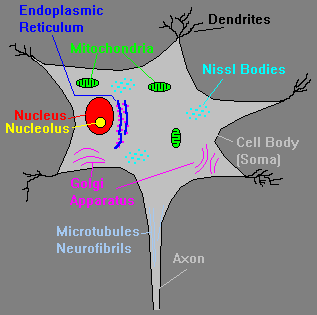 Endoplasmic
Reticulum
Dendrites
Mitochondria
Nissl Bodies
Nucleus
Nucleolus
Cell Body
(Soma)
Golgi
Apparatus
Microtubules
Neurofibrils
Axon